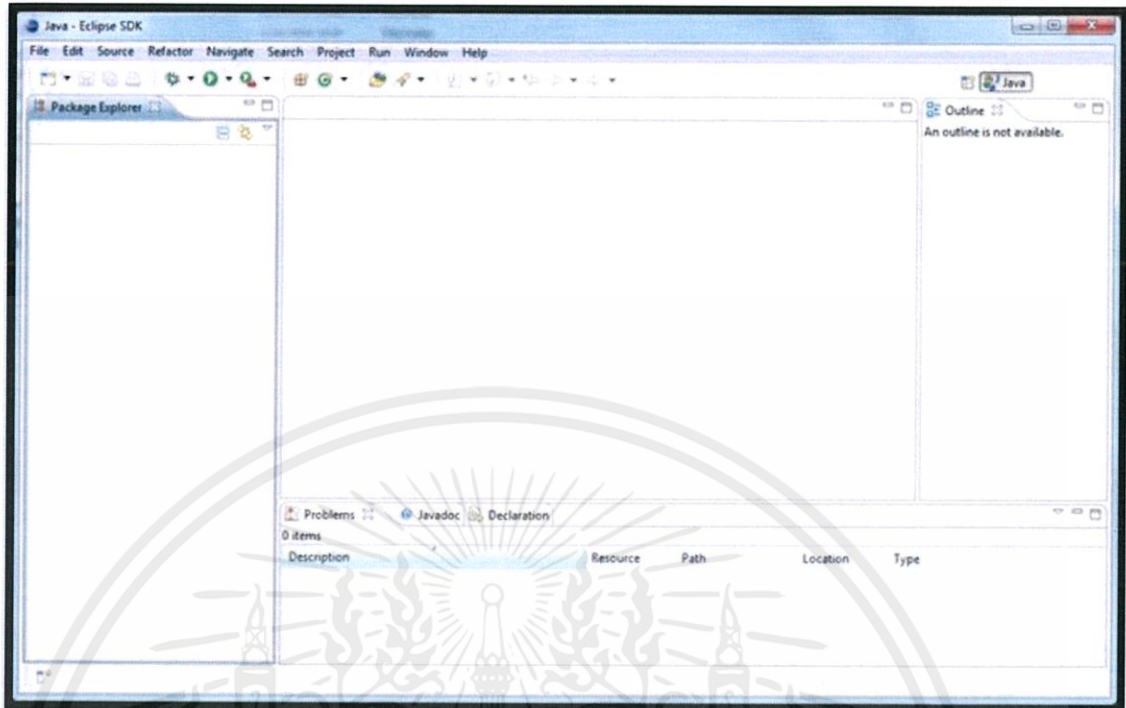 Java - Eclipse SDK
File Edit Source Refactor Navigate Search Project Run Window Help
Java
Package Explorer
Outline
An outline is not available.
Problems Javadoc Declaration
0 items
Description Resource Path Location Type